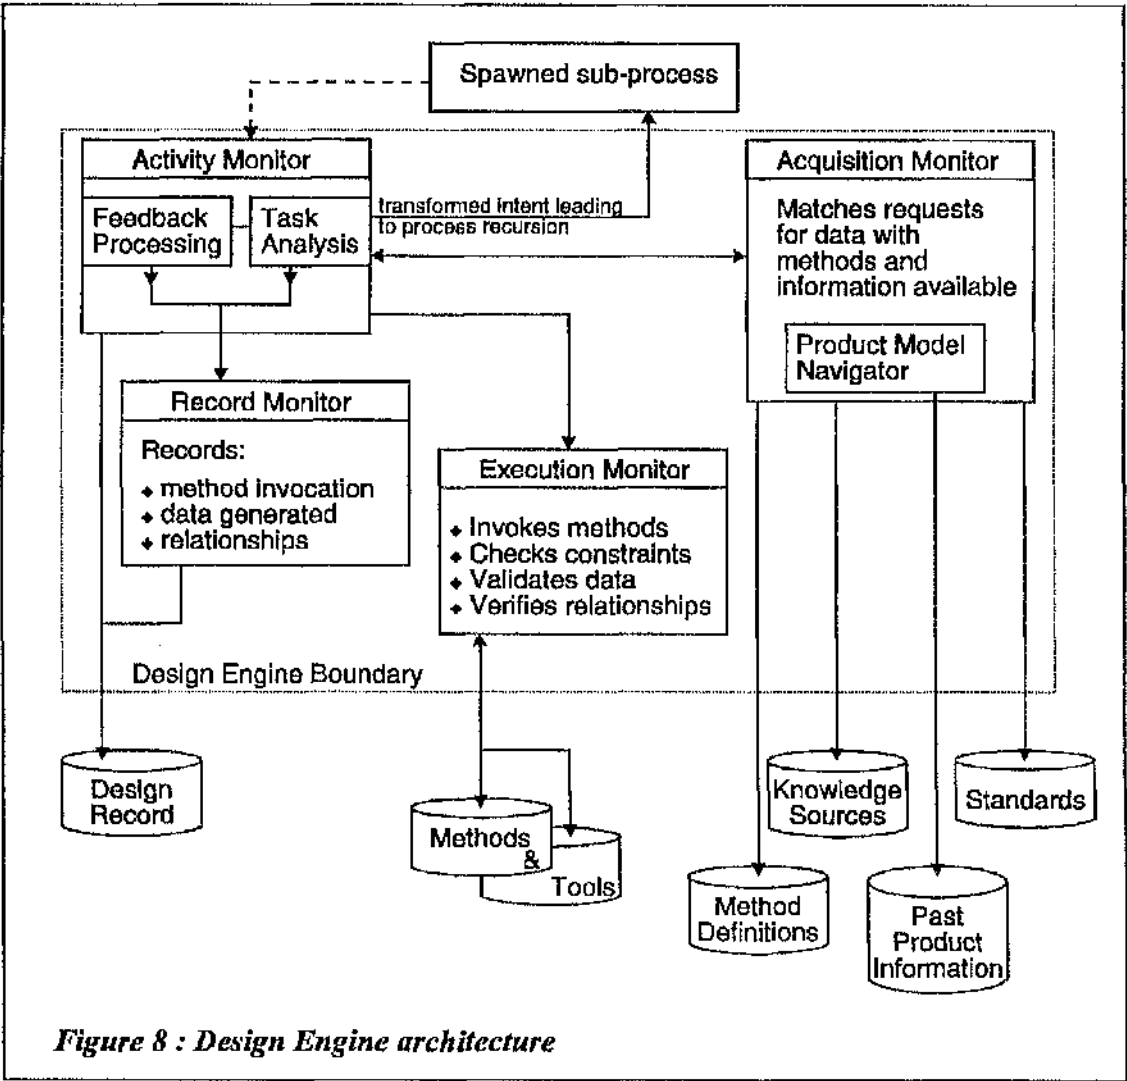 Spawned sub-process
Activity Monitor
Feedback
Processing
Task
Analysis
transformed intent leading
to process recursion
Acquisition Monitor
Matches requests
for data with
methods and
information available
Product Model
Navigator
Record Monitor
Records:
method invocation
data generated
relationships
Execution Monitor
Invokes methods
Checks constraints
Validates data
Verifies relationships
Design Engine Boundary
Design
Record
Methods
&
Tools
Knowledge
Sources
Standards
Method
Definitions
Past
Product
Information
Figure 8 : Design Engine architecture